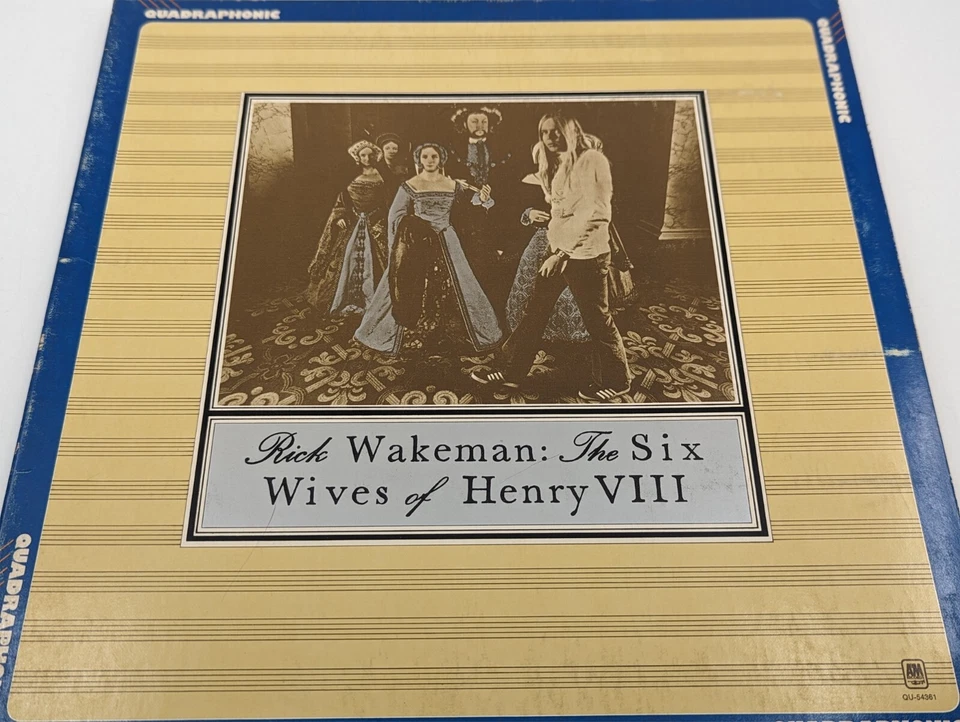 QUADRAPHONIC
QUADRAPHONIC
Rick Wakeman: The Six
Wives of Henry VIII
QUADRAPHONIC
A&M
QU-54361